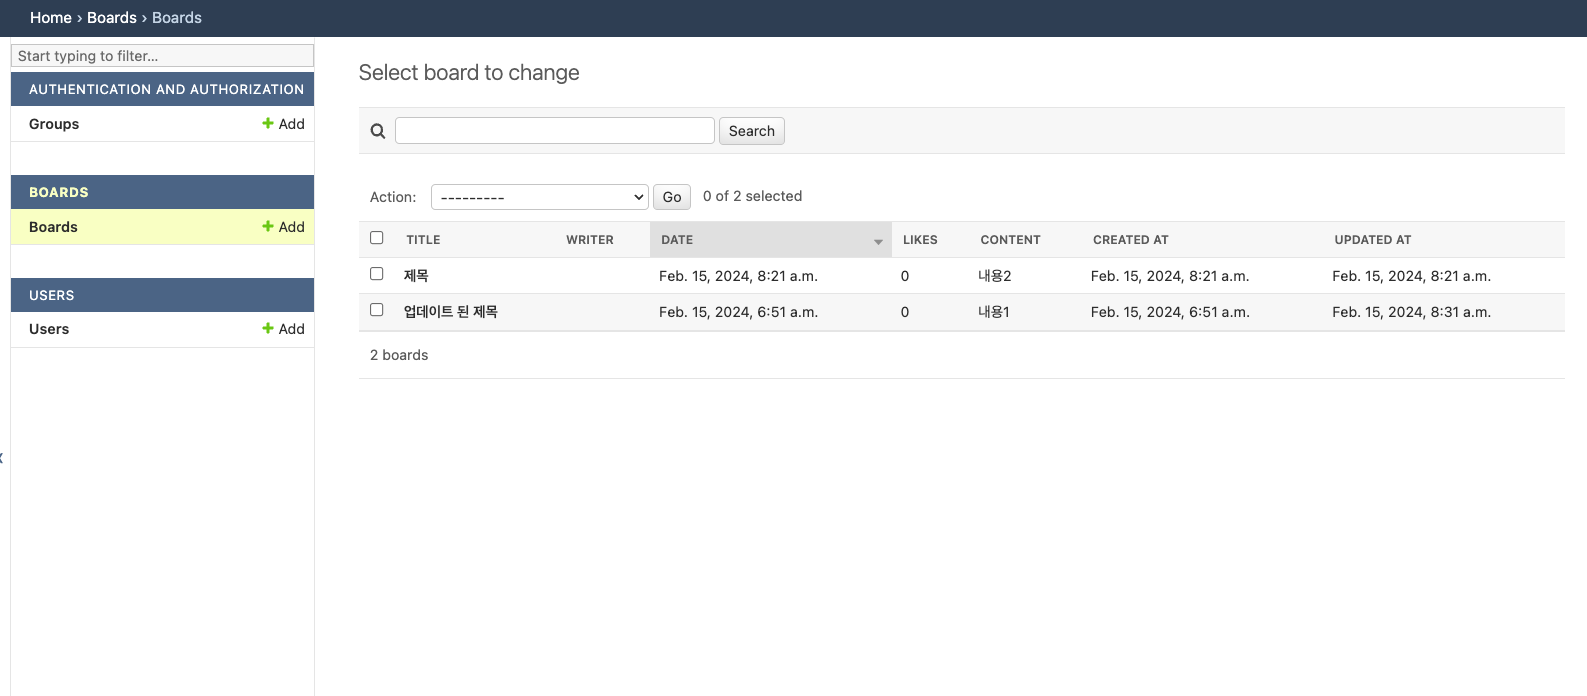 Home › Boards › Boards
Start typing to filter...
AUTHENTICATION AND AUTHORIZATION
Groups + Add
BOARDS
Boards + Add
USERS
Users + Add
Select board to change
Search
Action: --------- Go 0 of 2 selected
TITLE WRITER DATE LIKES CONTENT CREATED AT UPDATED AT
제목 Feb. 15, 2024, 8:21 a.m. 0 내용2 Feb. 15, 2024, 8:21 a.m. Feb. 15, 2024, 8:21 a.m.
업데이트 된 제목 Feb. 15, 2024, 6:51 a.m. 0 내용1 Feb. 15, 2024, 6:51 a.m. Feb. 15, 2024, 8:31 a.m.
2 boards